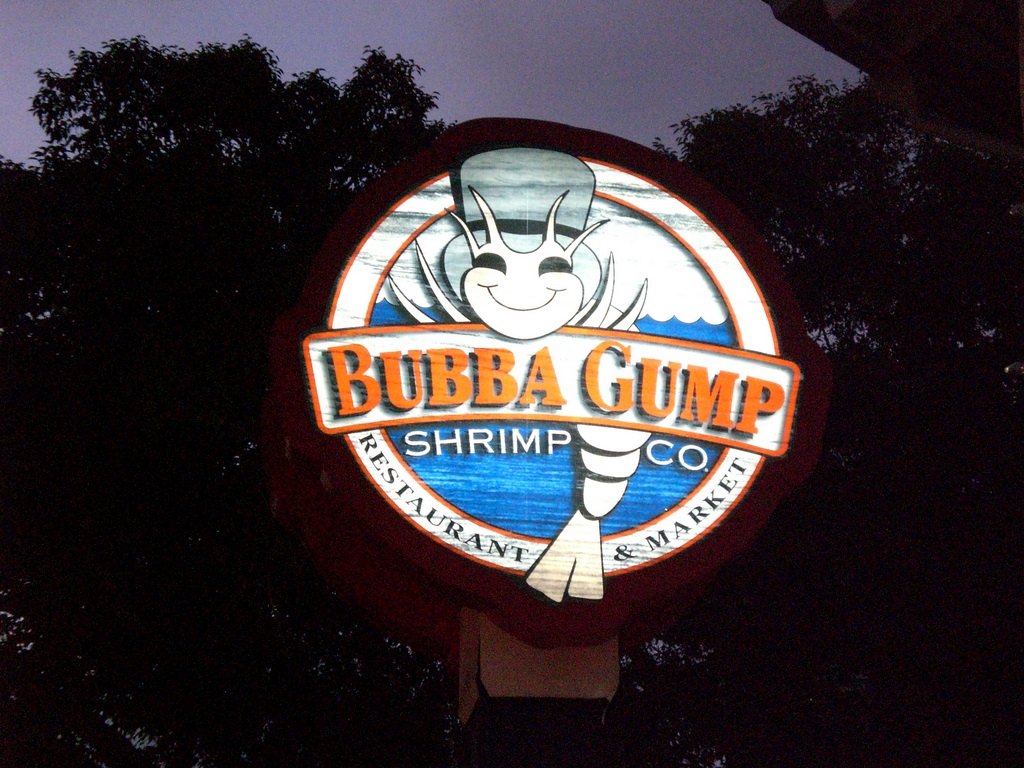 BUBBA GUMP
SHRIMP CO.
RESTAURANT & MARKET